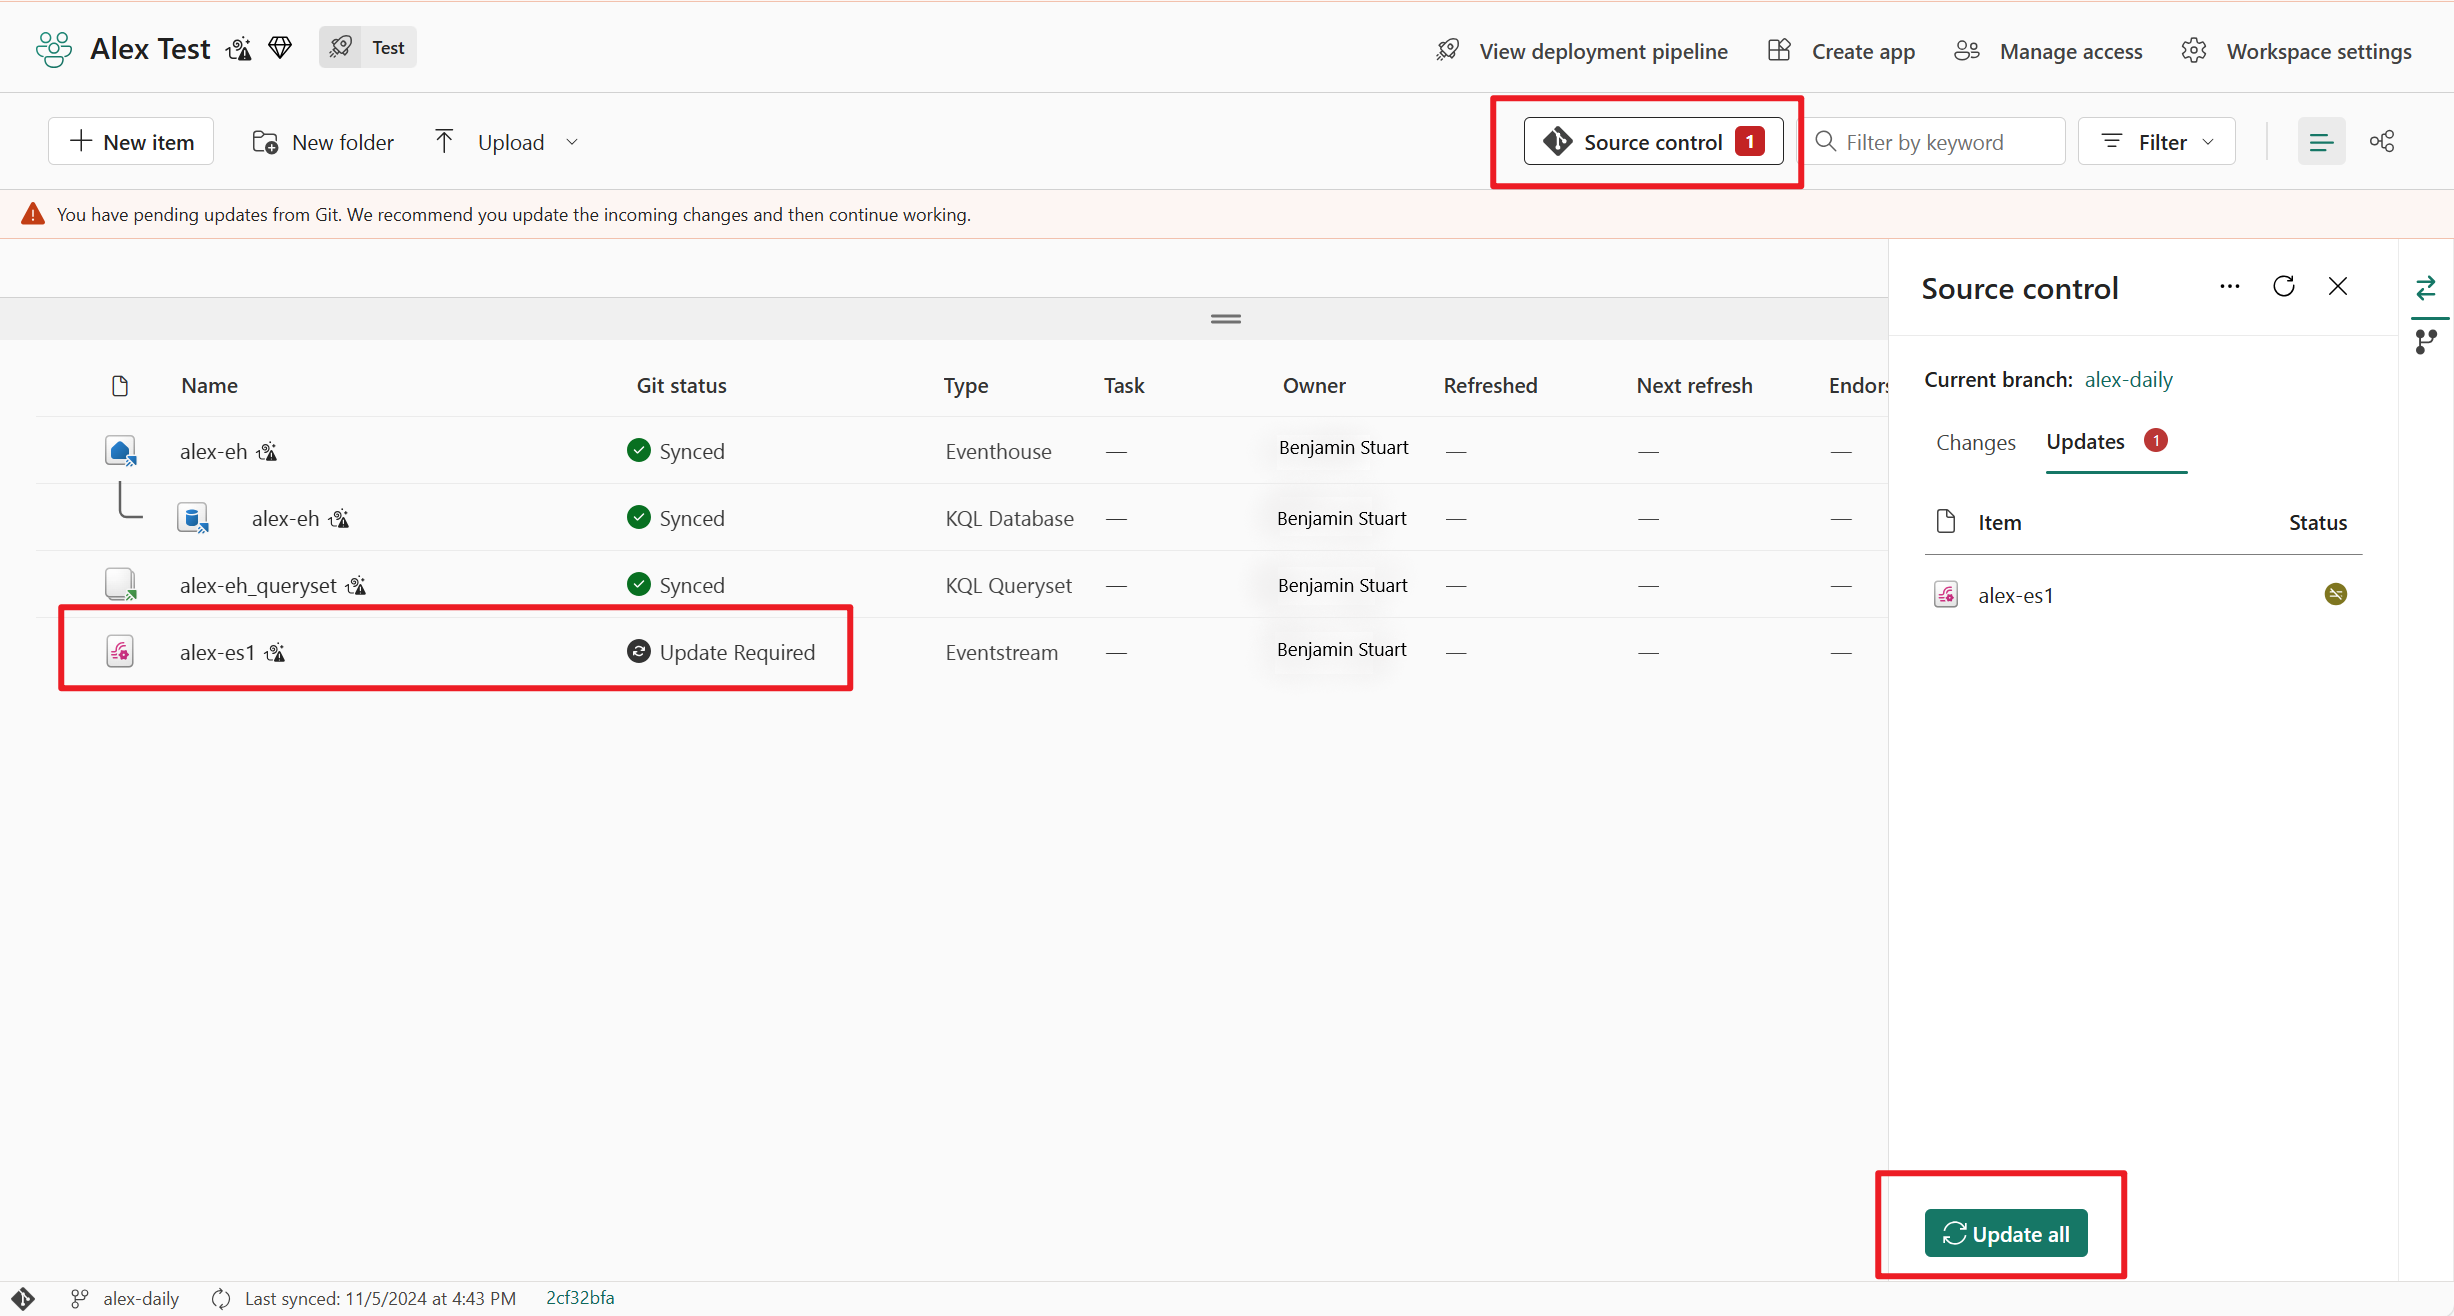 Alex Test Test View deployment pipeline Create app Manage access Workspace settings
New item New folder Upload Source control 1 Filter by keyword Filter
You have pending updates from Git. We recommend you update the incoming changes and then continue working.
Source control
Current branch: alex-daily
Changes Updates 1
Item Status
alex-es1
Update all
Name Git status Type Task Owner Refreshed Next refresh Endors
alex-eh Synced Eventhouse — Benjamin Stuart — — —
alex-eh Synced KQL Database — Benjamin Stuart — — —
alex-eh_queryset Synced KQL Queryset — Benjamin Stuart — — —
alex-es1 Update Required Eventstream — Benjamin Stuart — — —
alex-daily Last synced: 11/5/2024 at 4:43 PM 2cf32bfa